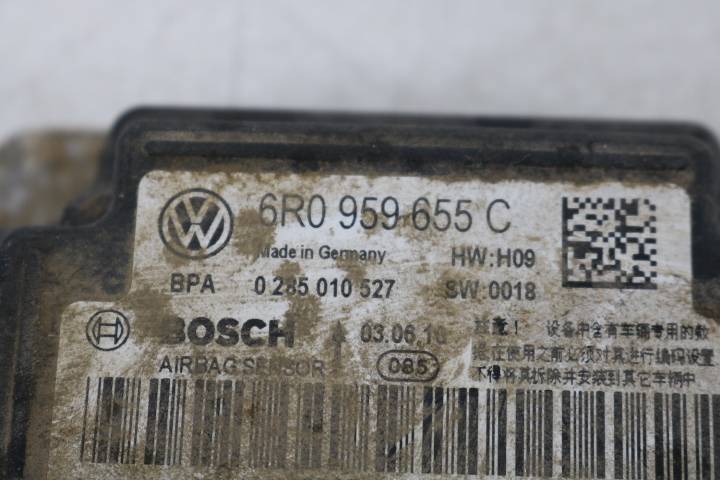 6R0 959 655 C
Made in Germany HW:H09
BPA 0 285 010 527 SW:0018
BOSCH 03.06.10 注意！ 设备中含有车辆专用的数
在使用之前必须对其进行编码设置
AIRBAG SENSOR 085 不得将其拆除并安装到其它车辆中